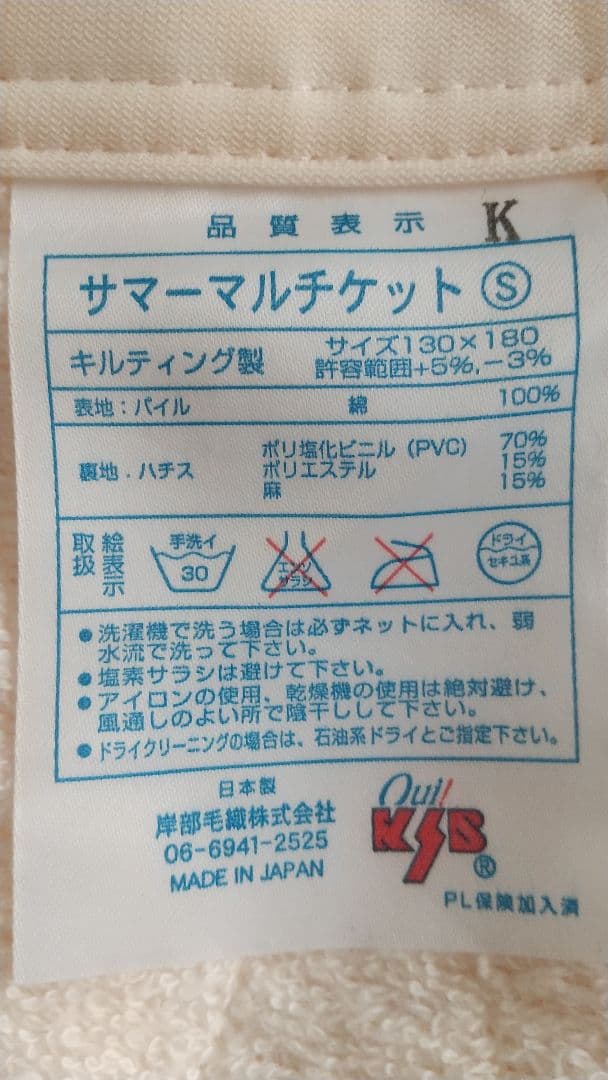 品質表示 K
サマーマルチケット Ⓢ
キルティング製 サイズ130×180
許容範囲+5%,−3%
表地：パイル 綿 100%
裏地．ハチス ポリ塩化ビニル（PVC） 70%
ポリエステル 15%
麻 15%
取扱絵表示
手洗イ
30
エンソ
サラシ
ドライ
セキユ系
●洗濯機で洗う場合は必ずネットに入れ、弱
水流で洗って下さい。
●塩素サラシは避けて下さい。
●アイロンの使用、乾燥機の使用は絶対避け、
風通しのよい所で陰干しして下さい。
●ドライクリーニングの場合は、石油系ドライとご指定下さい。
日本製
岸部毛織株式会社
06-6941-2525
MADE IN JAPAN
Oui!
KSB®
PL保険加入済